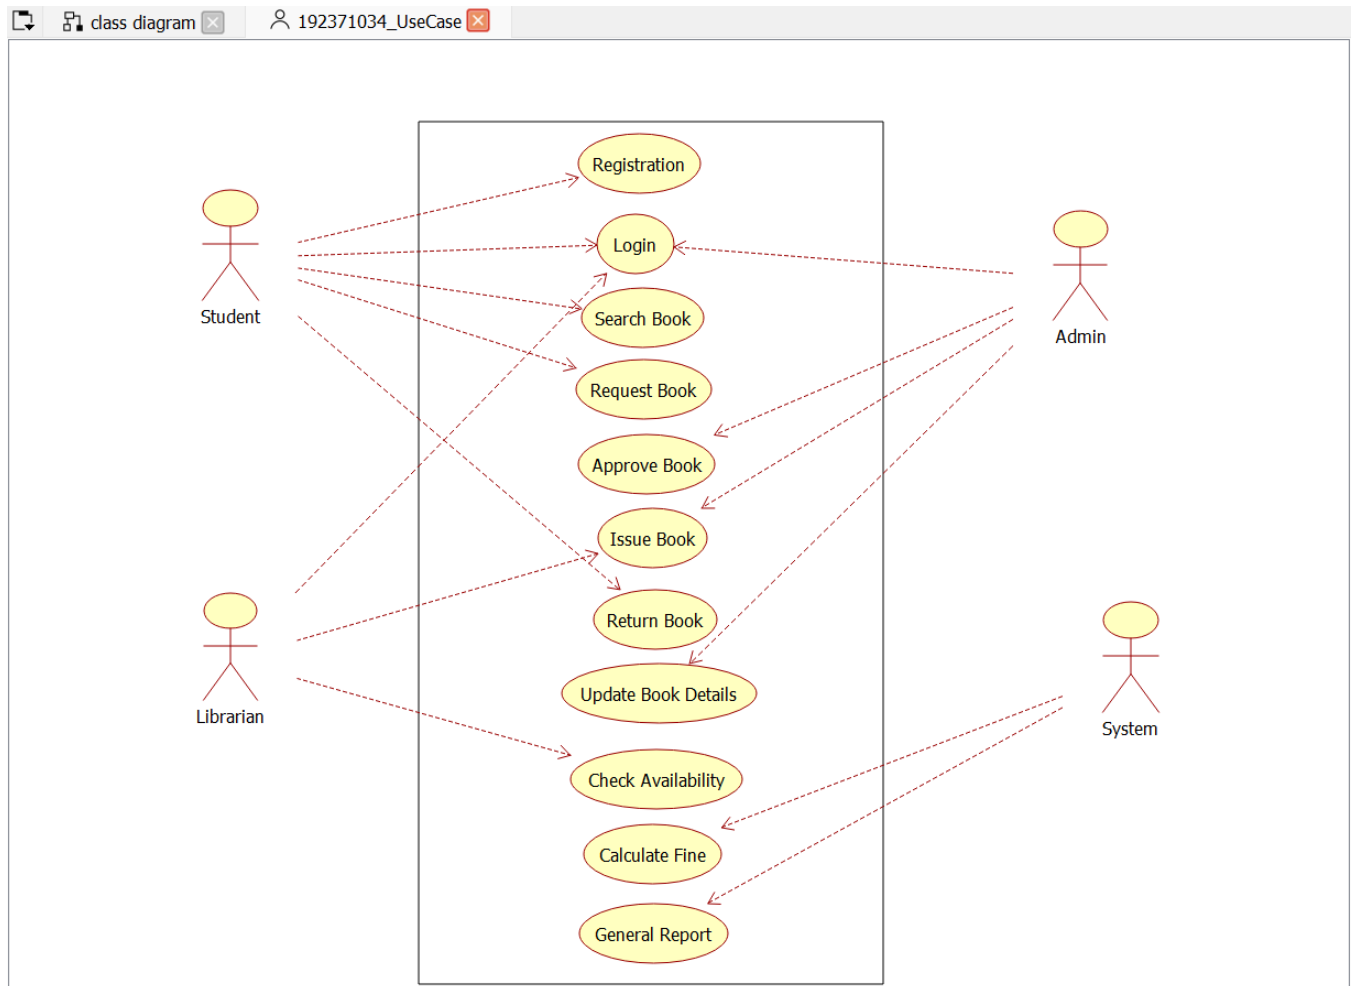 class diagram
192371034_UseCase
Registration
Login
Student
Search Book
Admin
Request Book
Approve Book
Issue Book
Return Book
Update Book Details
Librarian
System
Check Availability
Calculate Fine
General Report